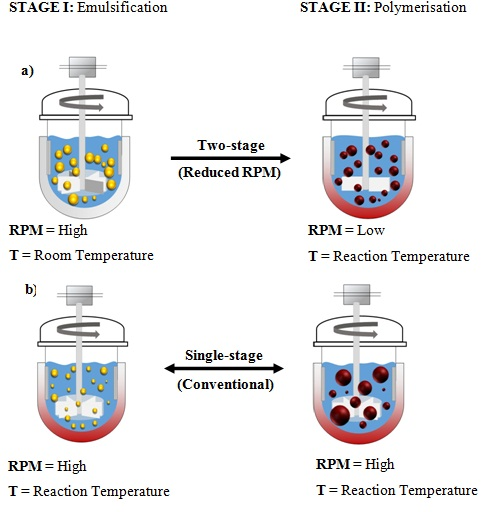 STAGE I: Emulsification
STAGE II: Polymerisation
a)
Two-stage
(Reduced RPM)
RPM = High
T = Room Temperature
RPM = Low
T = Reaction Temperature
b)
Single-stage
(Conventional)
RPM = High
T = Reaction Temperature
RPM = High
T = Reaction Temperature